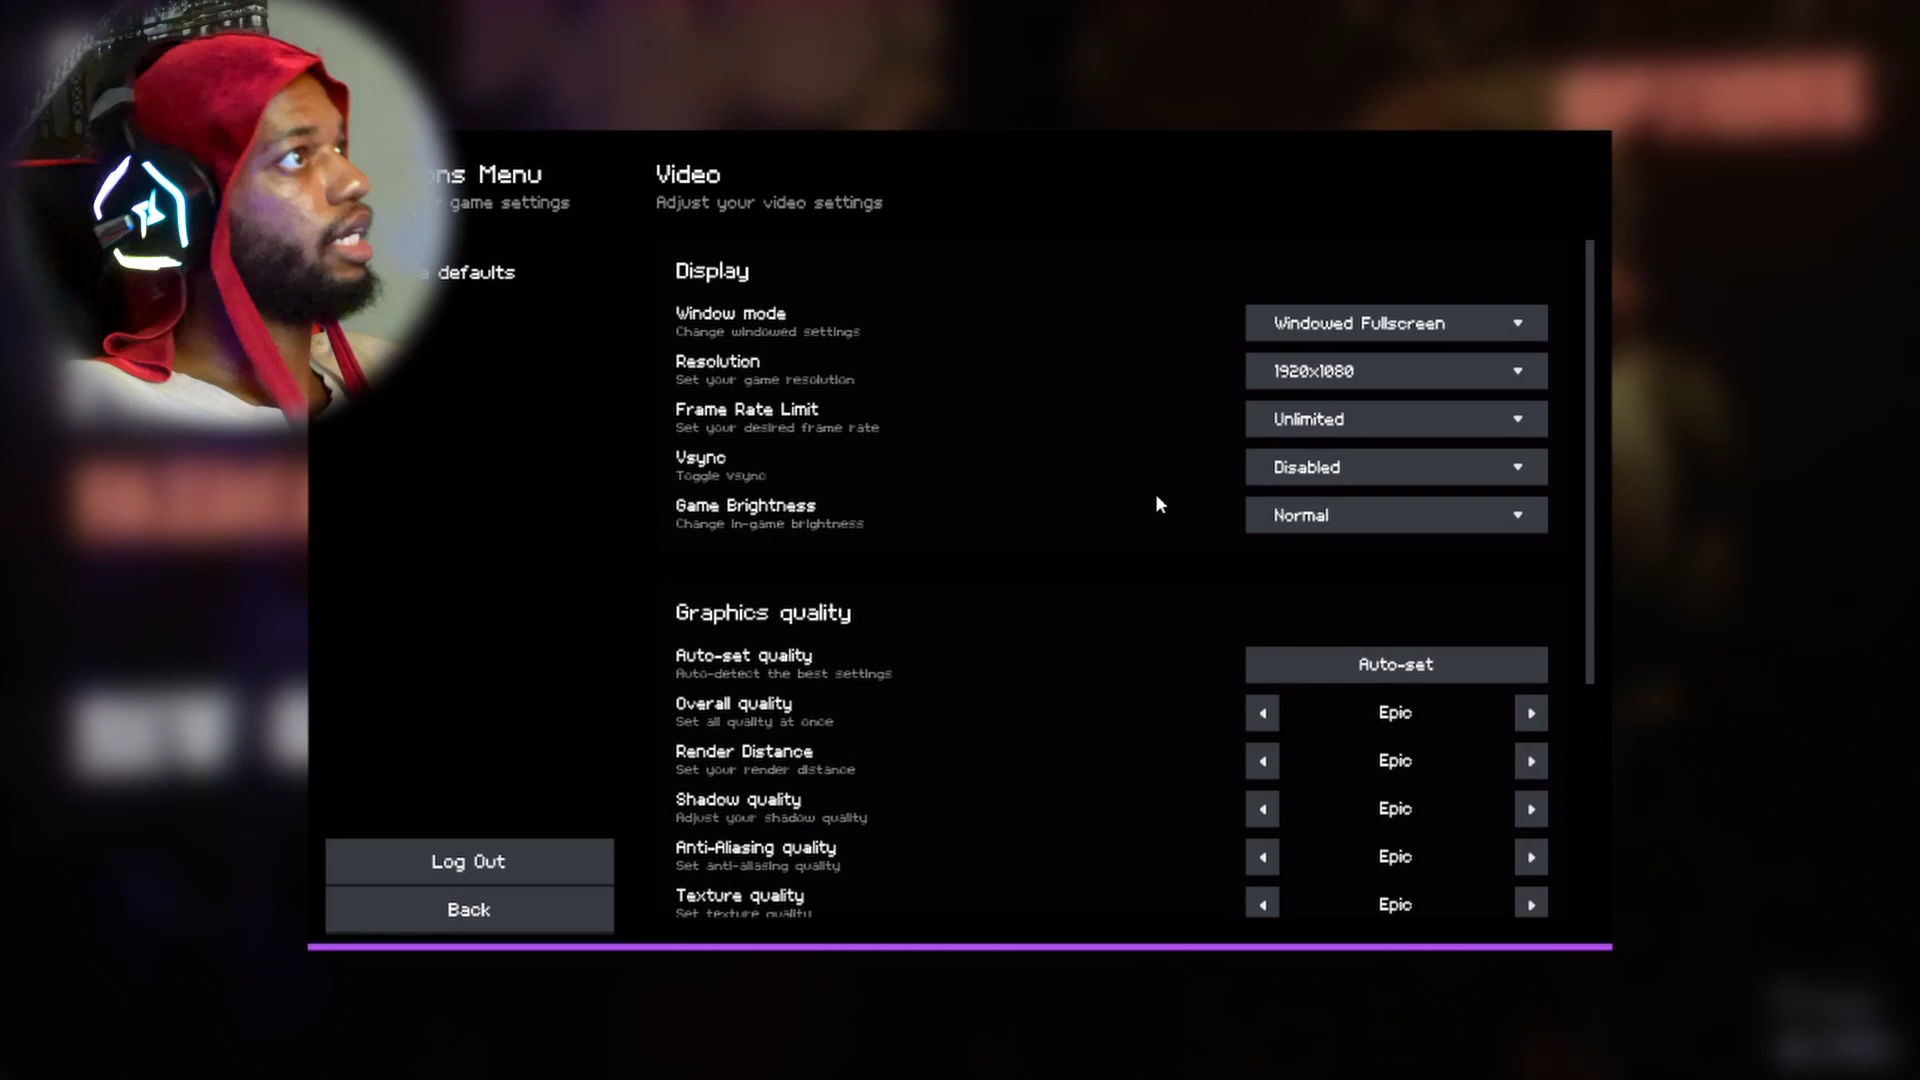 ons Menu
game settings
defaults
Log Out
Back
Video
Adjust your video settings
Display
Window mode
Change windowed settings
Windowed Fullscreen
Resolution
Set your game resolution
1920x1080
Frame Rate Limit
Set your desired frame rate
Unlimited
Vsync
Toggle vsync
Disabled
Game Brightness
Change in-game brightness
Normal
Graphics quality
Auto-set quality
Auto-detect the best settings
Auto-set
Overall quality
Set all quality at once
Epic
Render Distance
Set your render distance
Epic
Shadow quality
Adjust your shadow quality
Epic
Anti-Aliasing quality
Set anti-aliasing quality
Epic
Texture quality
Set texture quality
Epic